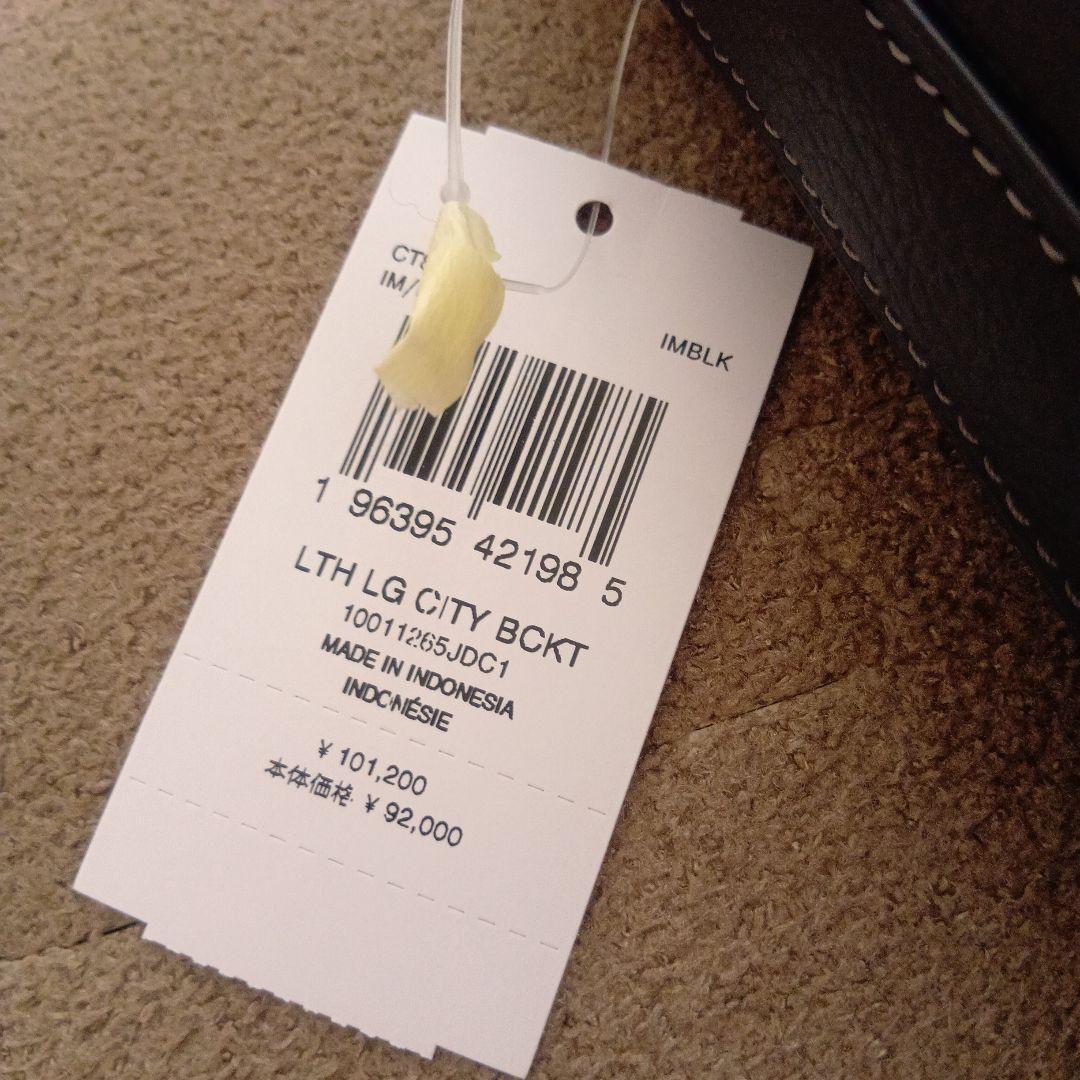 IMBLK
1 96395 42198 5
LTH LG CITY BCKT
10011265JDC1
MADE IN INDONESIA
INDONÉSIE
¥ 101,200
本体価格 ¥ 92,000